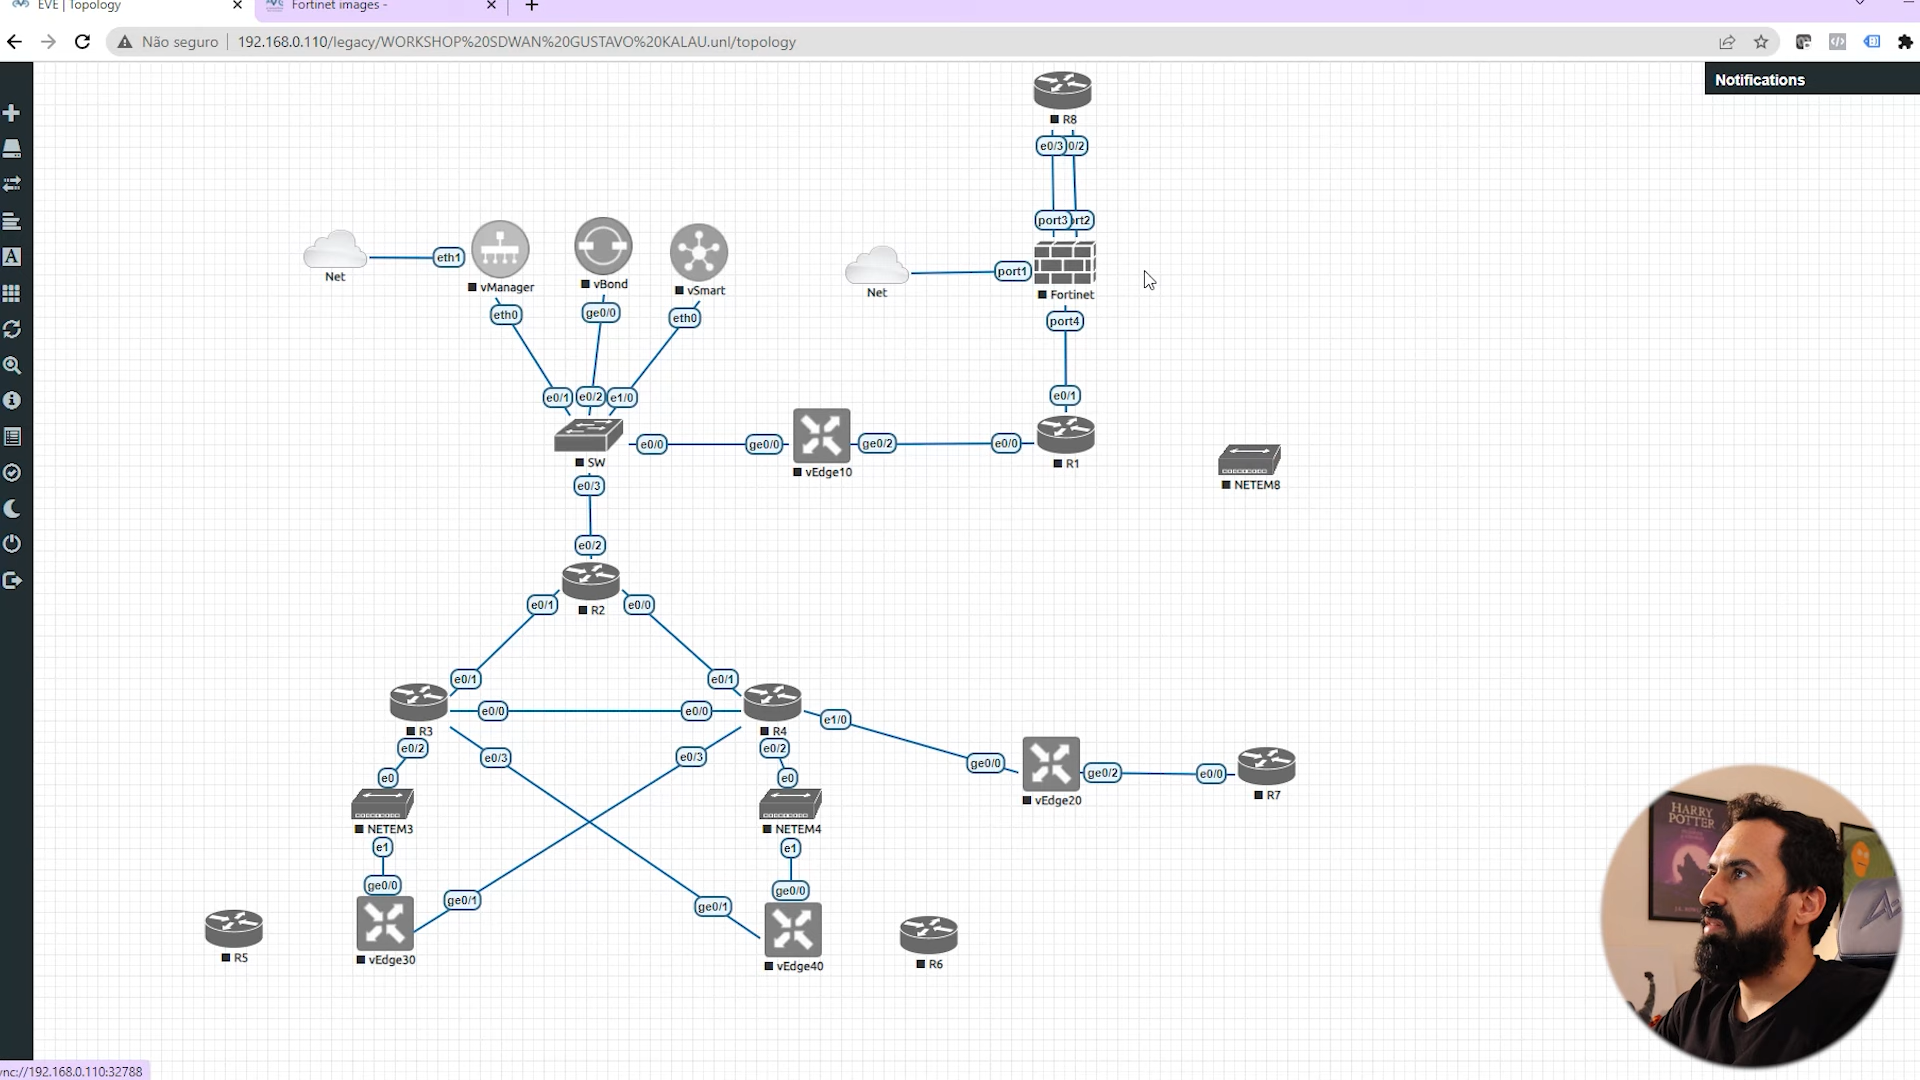 EVE | Topology
Fortinet images -
Não seguro
192.168.0.110/legacy/WORKSHOP%20SDWAN%20GUSTAVO%20KALAU.unl/topology
Notifications
R8
e0/3
0/2
port3
rt2
Net
eth1
vManager
vBond
vSmart
Net
port1
Fortinet
eth0
ge0/0
eth0
port4
e0/1
e0/2
e1/0
e0/1
SW
e0/0
ge0/0
vEdge10
ge0/2
e0/0
R1
NETEM8
e0/3
e0/2
R2
e0/1
e0/0
e0/1
e0/1
R3
e0/0
e0/0
R4
e1/0
e0/2
e0/3
e0/3
e0/2
ge0/0
vEdge20
ge0/2
e0/0
R7
e0
e0
NETEM3
NETEM4
e1
e1
ge0/0
ge0/0
ge0/1
ge0/1
R5
vEdge30
vEdge40
R6
HARRY
POTTER
vnc://192.168.0.110:32788